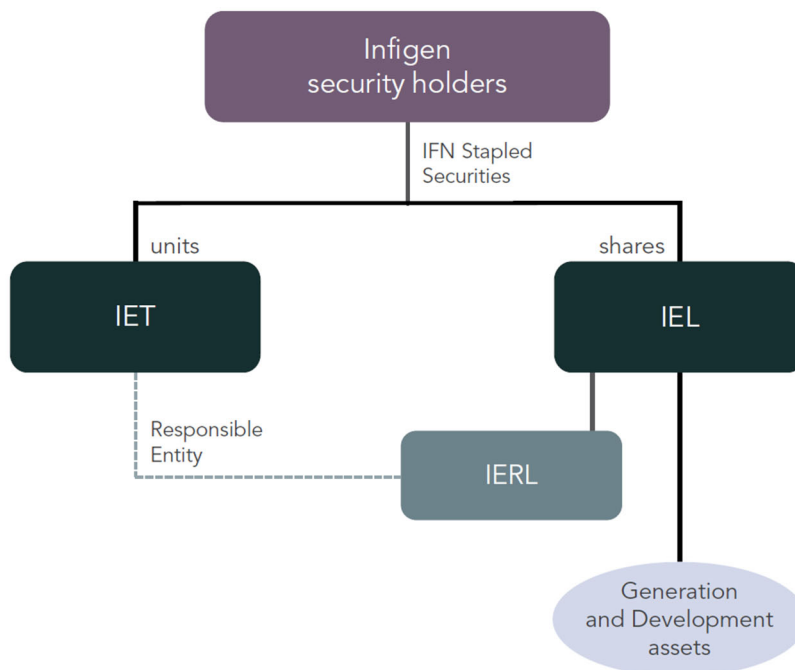 Infigen
security holders
IFN Stapled
Securities
units
shares
IET
IEL
Responsible
Entity
IERL
Generation
and Development
assets